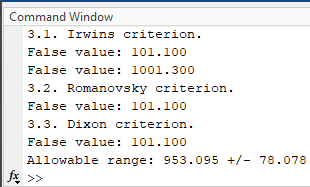 Command Window
3.1. Irwins criterion.
False value: 101.100
False value: 1001.300
3.2. Romanovsky criterion.
False value: 101.100
3.3. Dixon criterion.
False value: 101.100
Allowable range: 953.095 +/- 78.078
fx >>